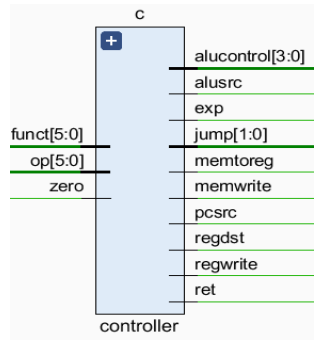 c
alucontrol[3:0]
alusrc
exp
funct[5:0]
jump[1:0]
op[5:0]
memtoreg
zero
memwrite
pcsrc
regdst
regwrite
ret
controller